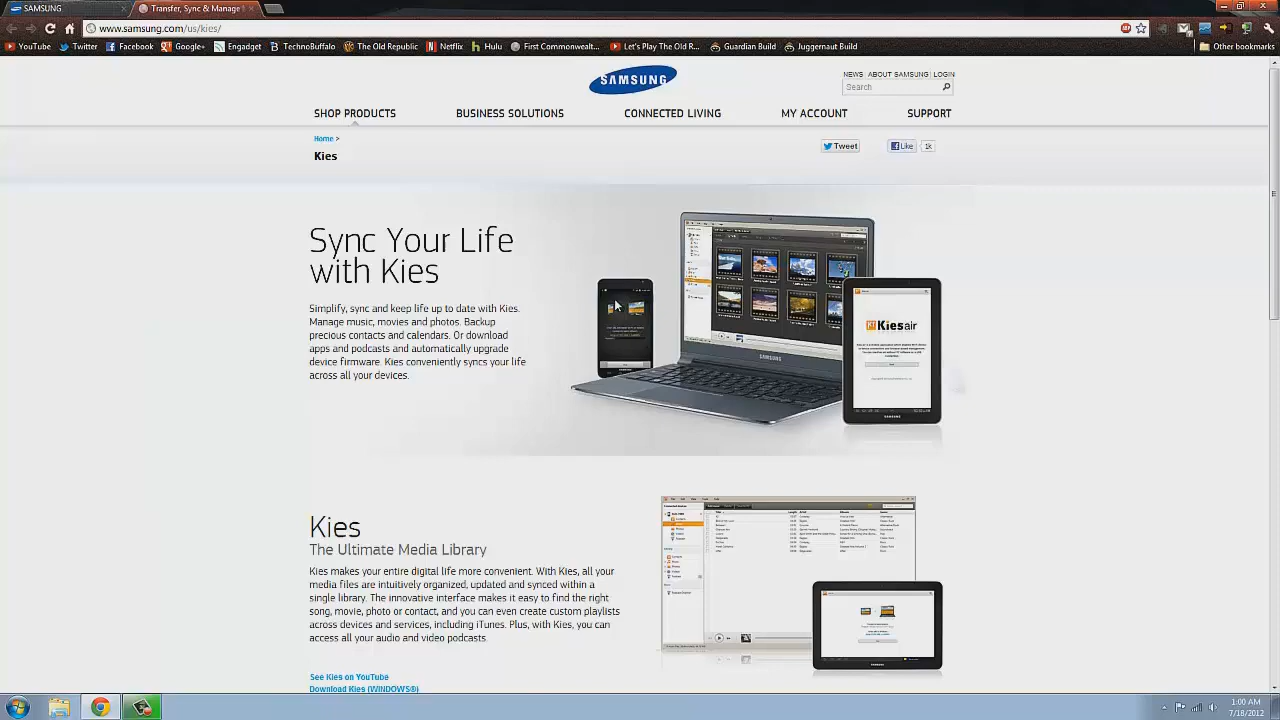 SAMSUNG
Transfer, Sync & Manage
www.samsung.com/us/kies/
YouTube Twitter Facebook Google+ Engadget TechnoBuffalo The Old Republic Netflix Hulu First Commonwealt... Let's Play The Old R... Guardian Build Juggernaut Build Other bookmarks
SAMSUNG
NEWS | ABOUT SAMSUNG | LOGIN
Search
SHOP PRODUCTS BUSINESS SOLUTIONS CONNECTED LIVING MY ACCOUNT SUPPORT
Home >
Kies
Tweet Like 1k
Sync Your Life
with Kies
Simplify, sync and keep life up to date with Kies.
Manage music, movies and photos. Backup
precious contacts and calendars. Or download
apps and podcasts and automatically upgrade
device firmware. Kies conveniently syncs your life
across all your devices.
Kies air
SAMSUNG
SAMSUNG
Kies
The Ultimate Media Library
Kies makes your entire digital life more convenient. With Kies, all your
media files are intuitively organized, updated and synced within a
single library. The innovative interface makes it easy to find the right
song, movie, photo or contact, and you can even create custom playlists
across devices and services, including iTunes. Plus, with Kies, you can
access all your audio and video podcasts.
See Kies on YouTube
Download Kies (WINDOWS®)
1:00 AM
7/18/2012